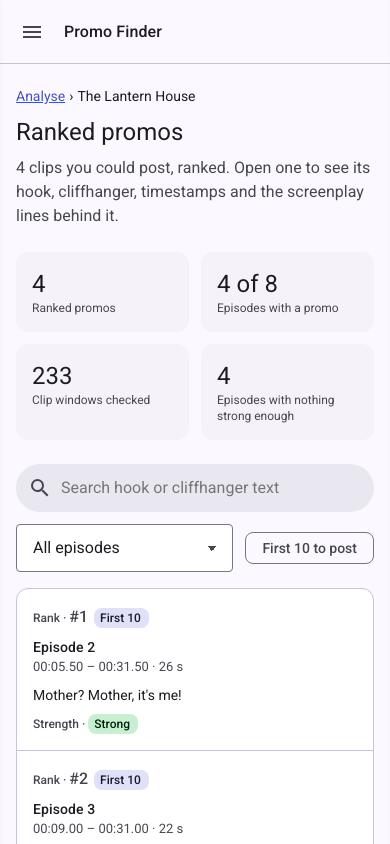 Promo Finder
Analyse › The Lantern House
Ranked promos
4 clips you could post, ranked. Open one to see its
hook, cliffhanger, timestamps and the screenplay
lines behind it.
4
Ranked promos
4 of 8
Episodes with a promo
233
Clip windows checked
4
Episodes with nothing
strong enough
Search hook or cliffhanger text
All episodes
First 10 to post
Rank · #1 First 10
Episode 2
00:05.50 – 00:31.50 · 26 s
Mother? Mother, it's me!
Strength · Strong
Rank · #2 First 10
Episode 3
00:09.00 – 00:31.00 · 22 s